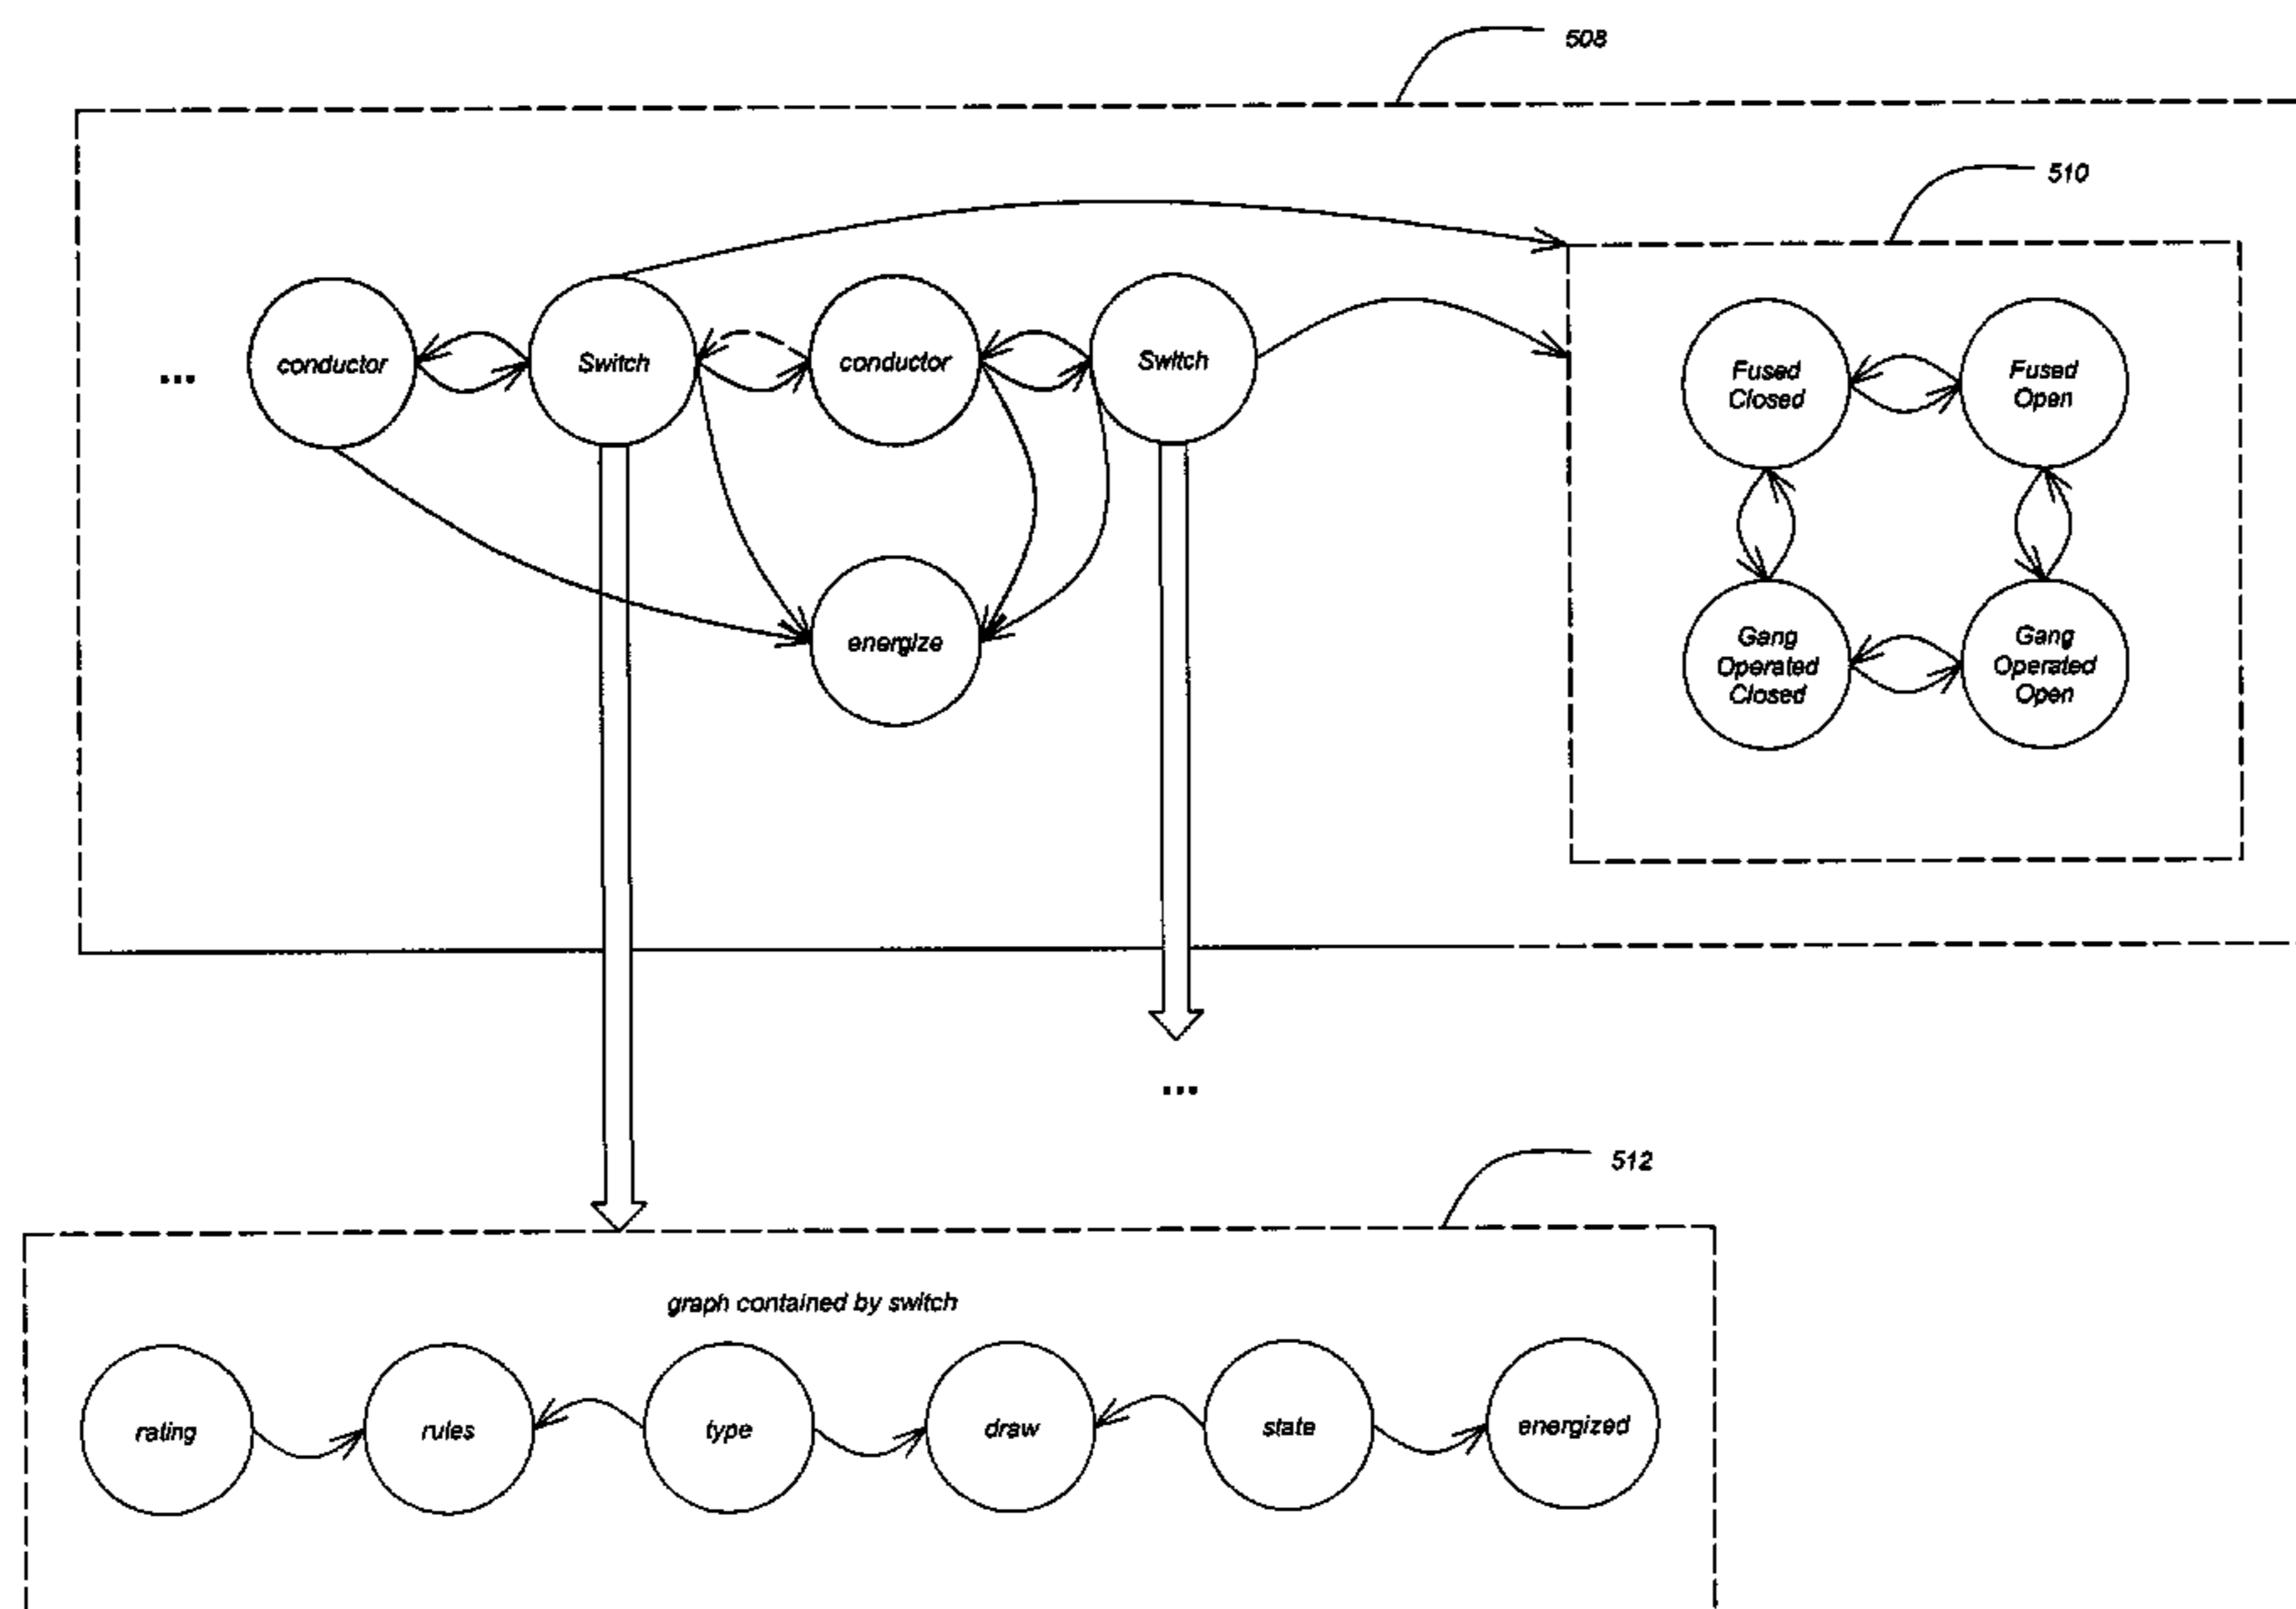 508
510
...
conductor
Switch
conductor
Switch
Fused
Closed
Fused
Open
energize
Gang
Operated
Closed
Gang
Operated
Open
...
512
graph contained by switch
rating
rules
type
draw
state
energized